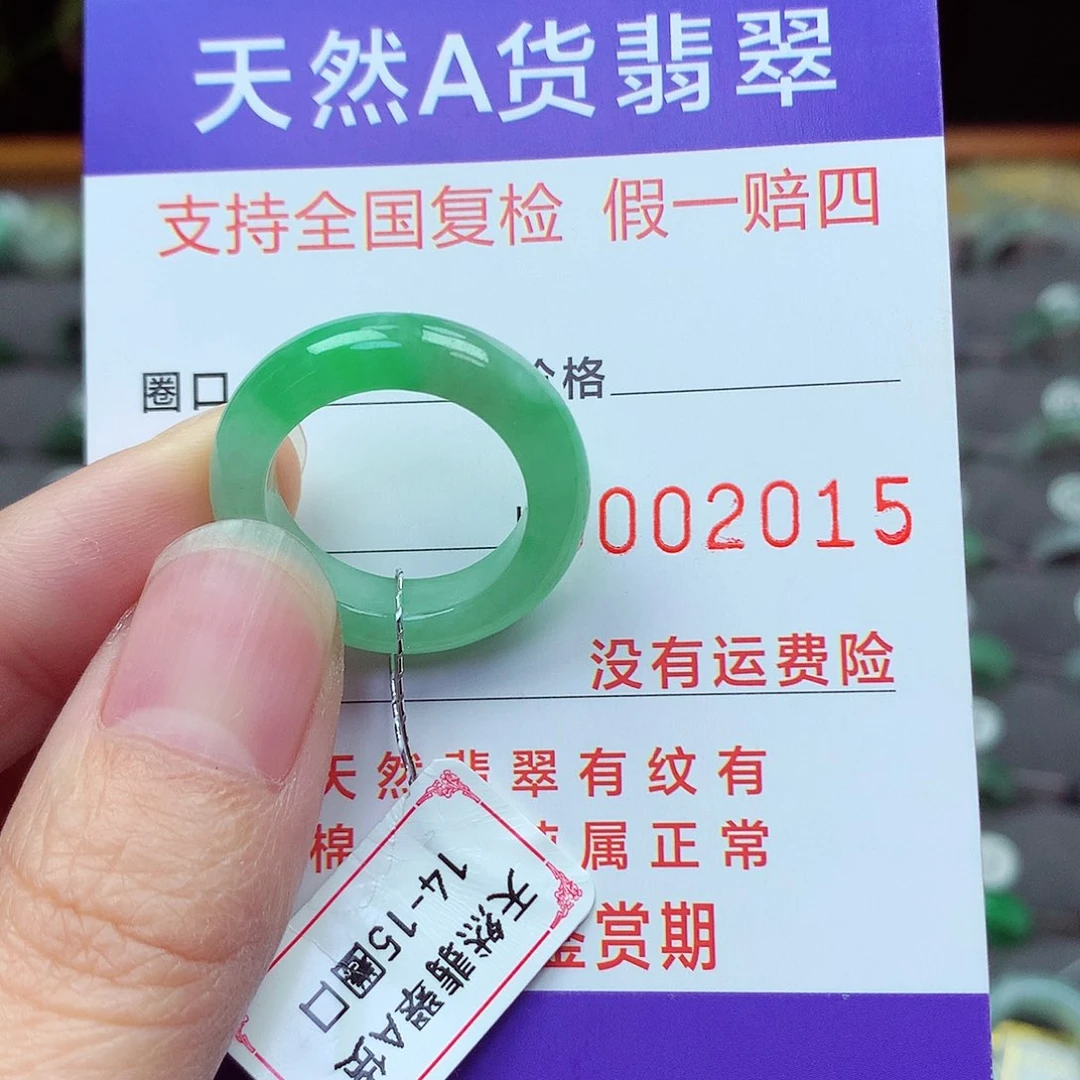 天然A货翡翠
支持全国复检 假一赔四
圈口 价格
002015
没有运费险
天然翡翠有纹有
棉 属正常
鉴赏期
天然翡翠A货
14-15圈口